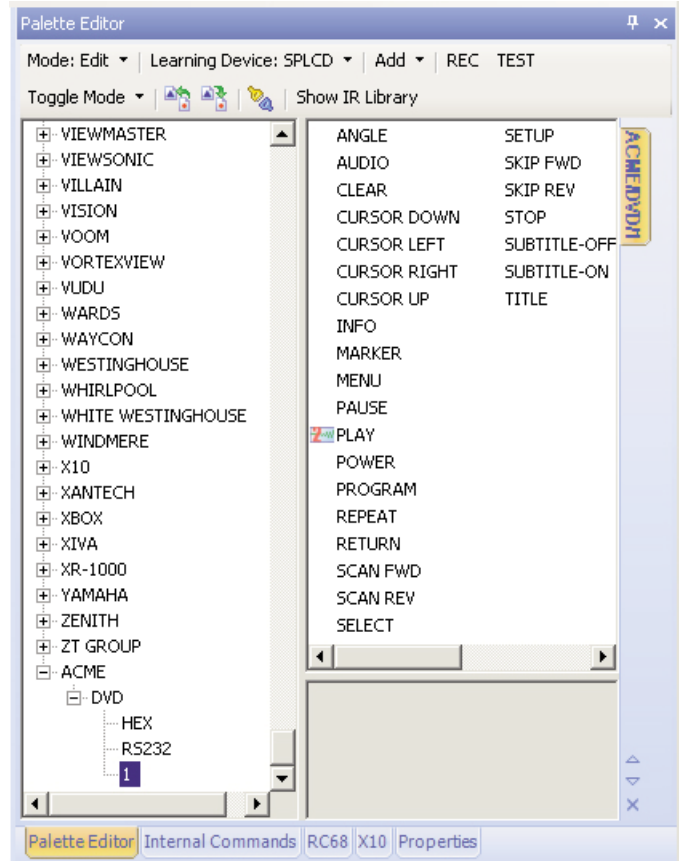 Palette Editor
Mode: Edit Learning Device: SPLCD Add REC TEST
Toggle Mode Show IR Library
VIEWMASTER
VIEWSONIC
VILLAIN
VISION
VOOM
VORTEXVIEW
VUDU
WARDS
WAYCON
WESTINGHOUSE
WHIRLPOOL
WHITE WESTINGHOUSE
WINDMERE
X10
XANTECH
XBOX
XIVA
XR-1000
YAMAHA
ZENITH
ZT GROUP
ACME
DVD
HEX
RS232
1
ANGLE
AUDIO
CLEAR
CURSOR DOWN
CURSOR LEFT
CURSOR RIGHT
CURSOR UP
INFO
MARKER
MENU
PAUSE
PLAY
POWER
PROGRAM
REPEAT
RETURN
SCAN FWD
SCAN REV
SELECT
SETUP
SKIP FWD
SKIP REV
STOP
SUBTITLE-OFF
SUBTITLE-ON
TITLE
ACME/DVD/1
Palette Editor Internal Commands RC68 X10 Properties